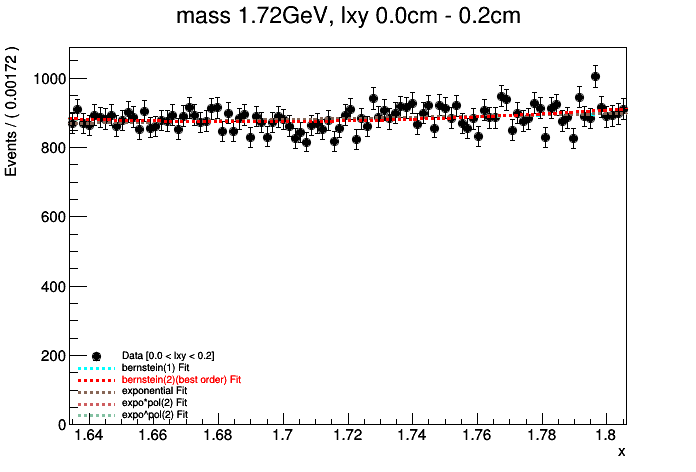 mass 1.72GeV, lxy 0.0cm - 0.2cm
Events / ( 0.00172 )
1000
800
600
400
200
0
Data [0.0 < lxy < 0.2]
bernstein(1) Fit
bernstein(2)(best order) Fit
exponential Fit
expo*pol(2) Fit
expo^pol(2) Fit
1.64 1.66 1.68 1.7 1.72 1.74 1.76 1.78 1.8
x